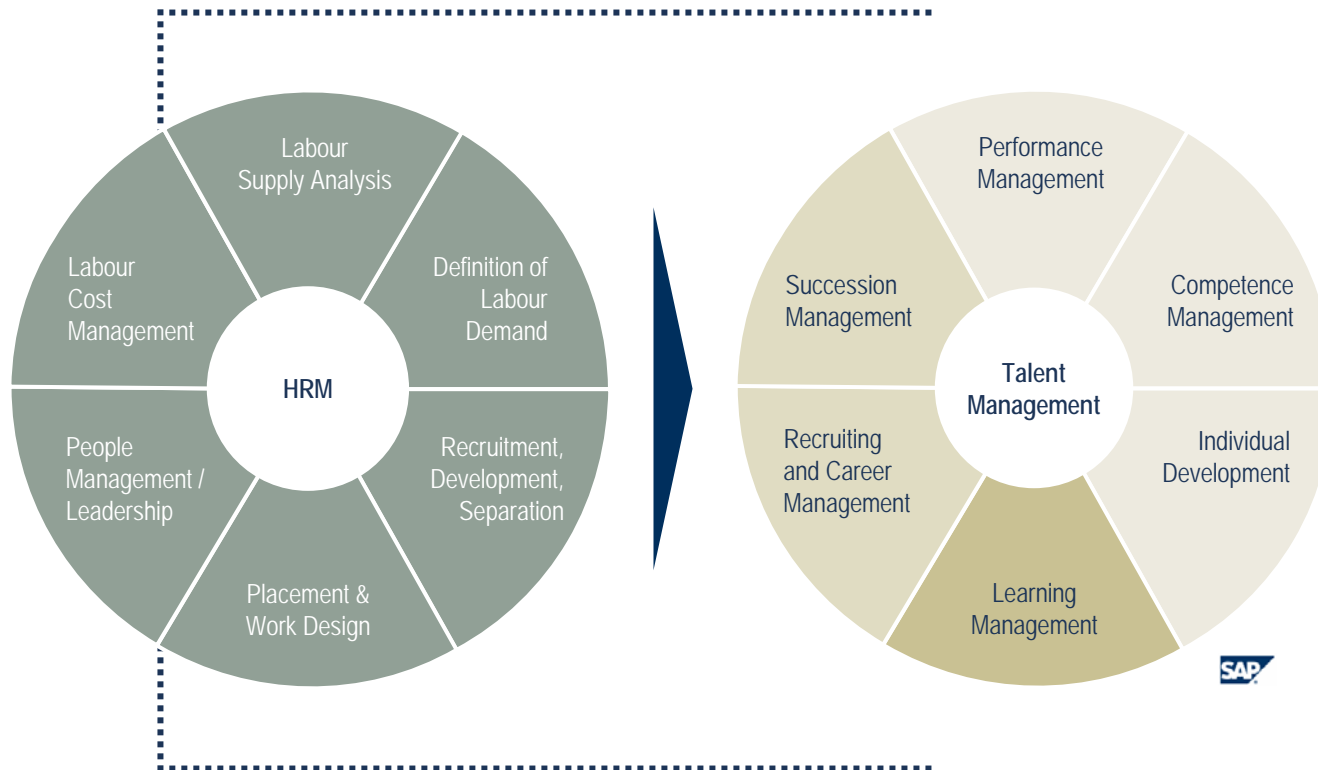 Labour
Supply Analysis
Definition of
Labour
Demand
Recruitment,
Development,
Separation
Placement &
Work Design
People
Management /
Leadership
Labour
Cost
Management
HRM
Performance
Management
Competence
Management
Individual
Development
Learning
Management
Recruiting
and Career
Management
Succession
Management
Talent
Management
SAP